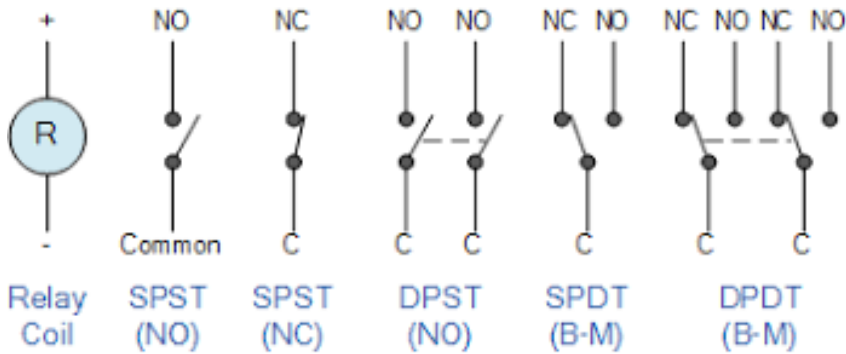 + NO NC NO NO NC NO NC NO NC NO
R
- Common C C C C C C
Relay SPST SPST DPST SPDT DPDT
Coil (NO) (NC) (NO) (B-M) (B-M)